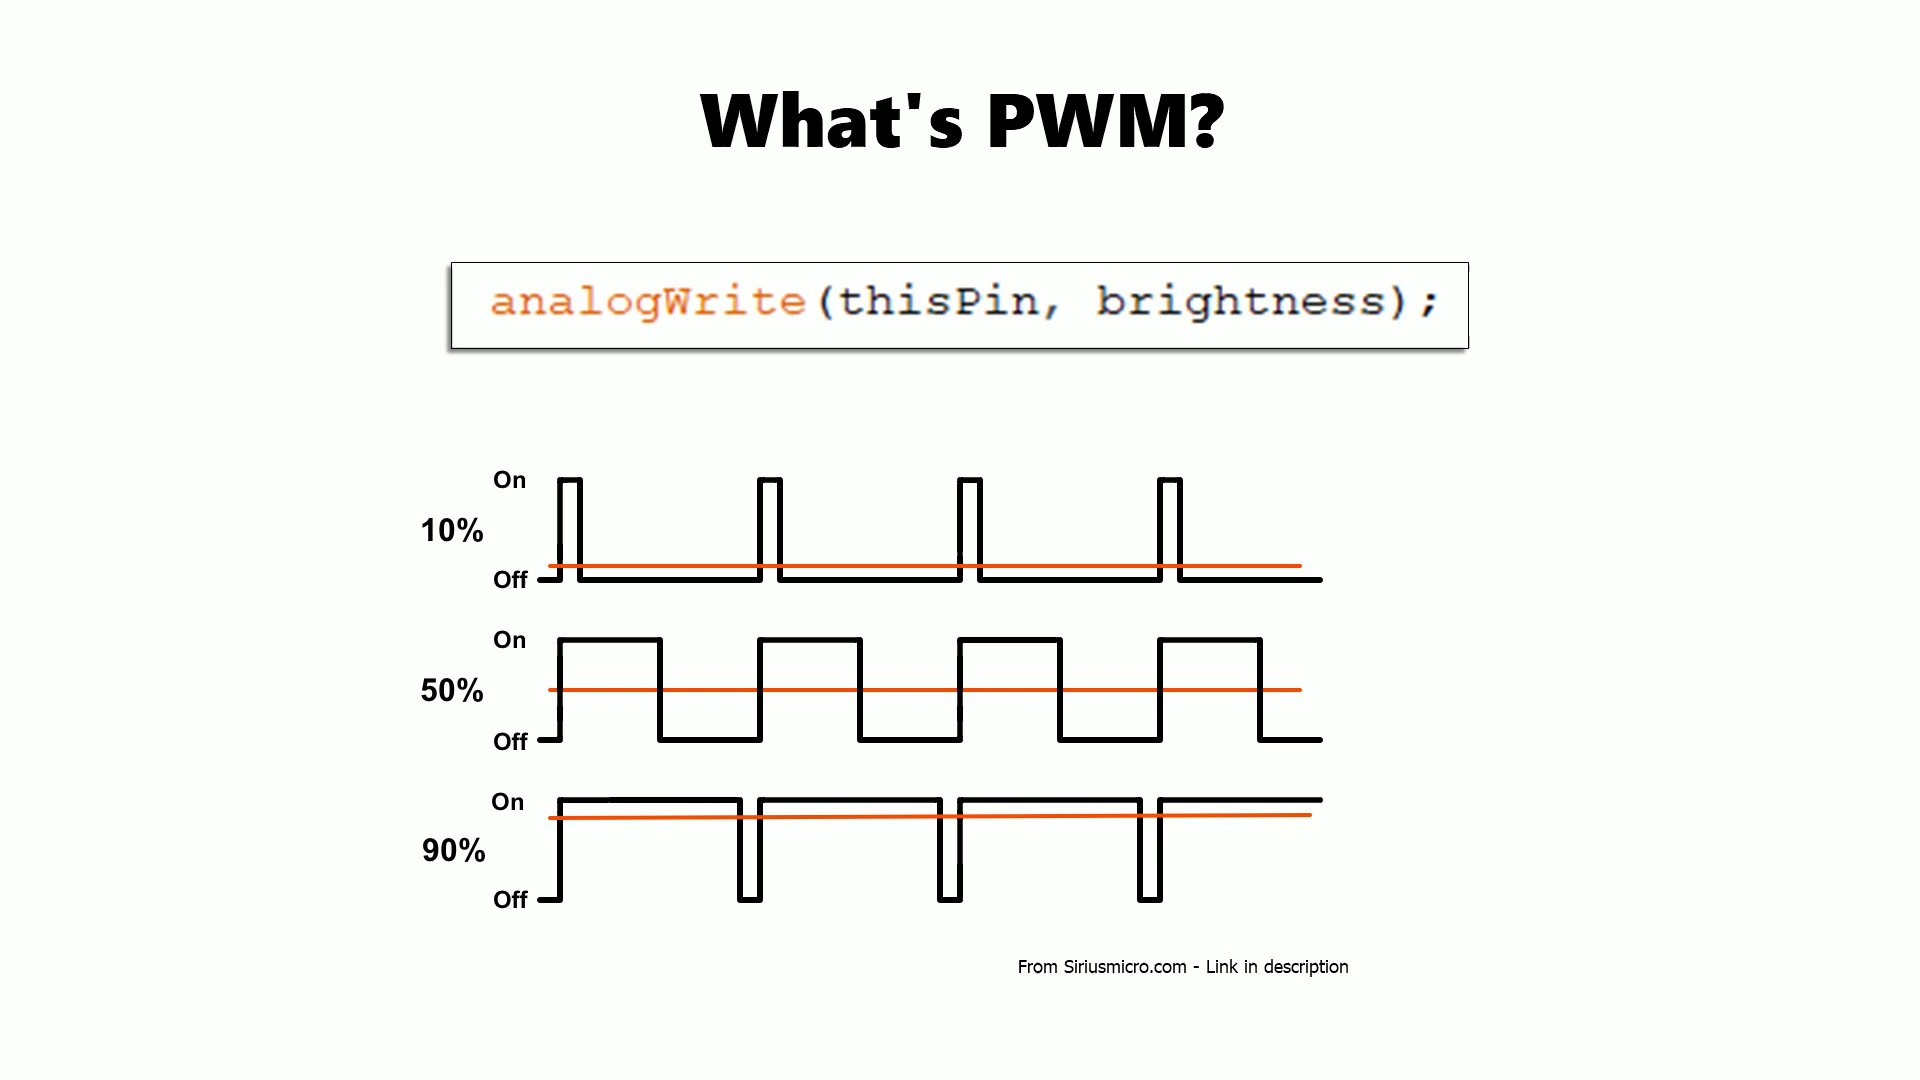 What's PWM?
analogWrite(thisPin, brightness);
On
10%
Off
On
50%
Off
On
90%
Off
From Siriusmicro.com - Link in description